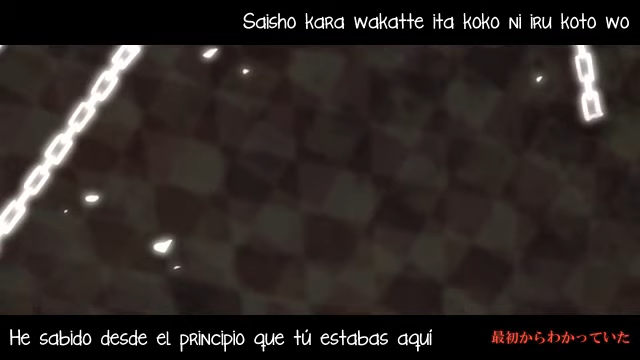 Saisho kara wakatte ita koko ni iru koto wo
He sabido desde el principio que tú estabas aquí
最初からわかっていた